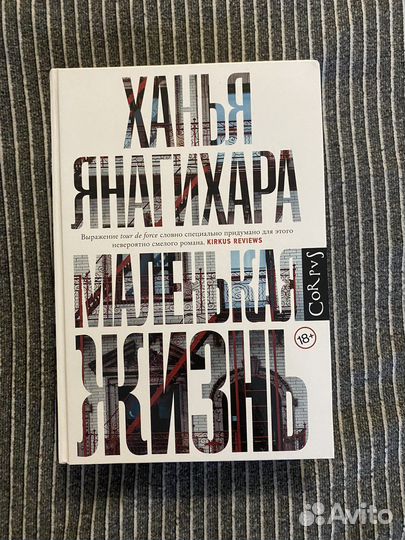 ХАНЬЯ
ЯНАГИХАРА
Выражение tour de force словно специально придумано для этого
невероятно смелого романа. KIRKUS REVIEWS
МАЛЕНЬКАЯ
CORPVS
18+
ЖИЗНЬ
Avito